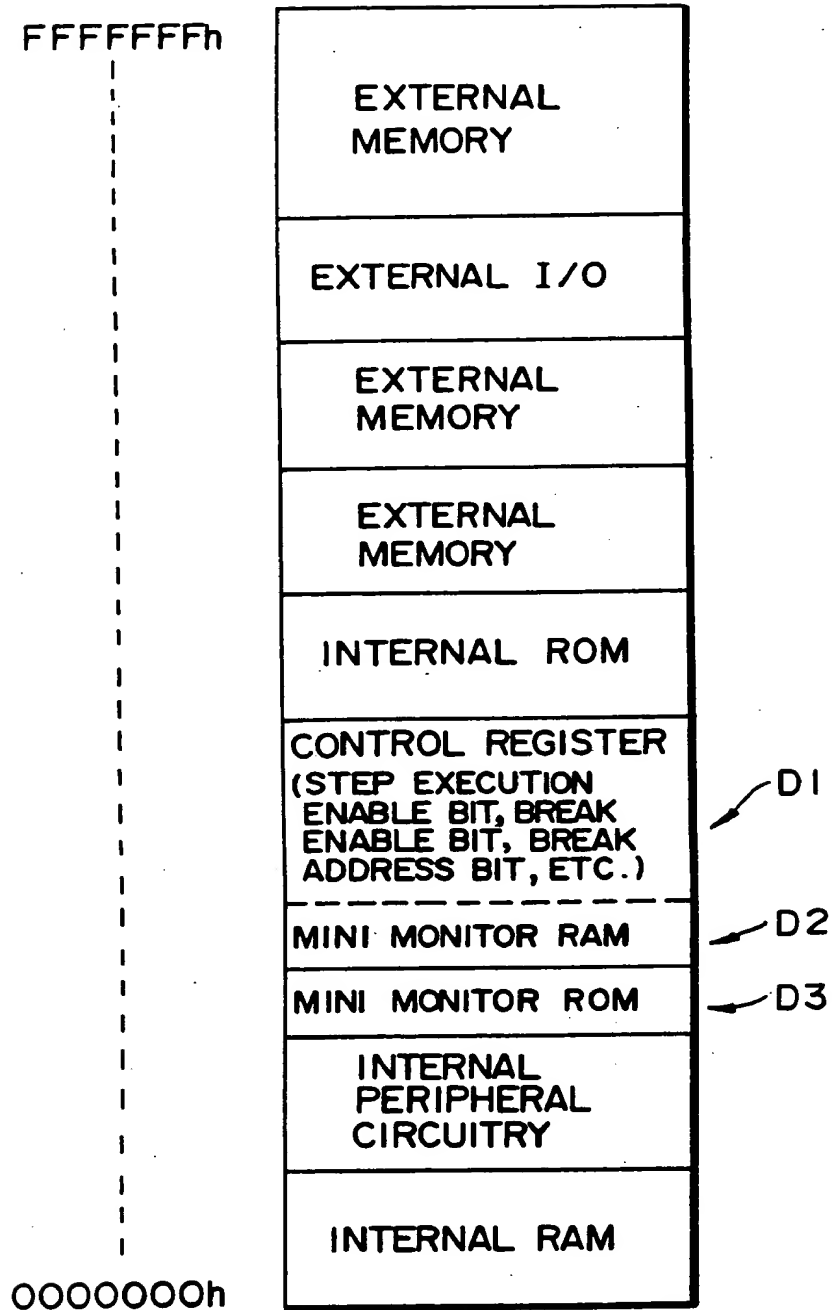 FFFFFFFh
EXTERNAL
MEMORY
EXTERNAL I/O
EXTERNAL
MEMORY
EXTERNAL
MEMORY
INTERNAL ROM
CONTROL REGISTER
(STEP EXECUTION
ENABLE BIT, BREAK
ENABLE BIT, BREAK
ADDRESS BIT, ETC.)
D1
MINI MONITOR RAM
D2
MINI MONITOR ROM
D3
INTERNAL
PERIPHERAL
CIRCUITRY
INTERNAL RAM
0000000h